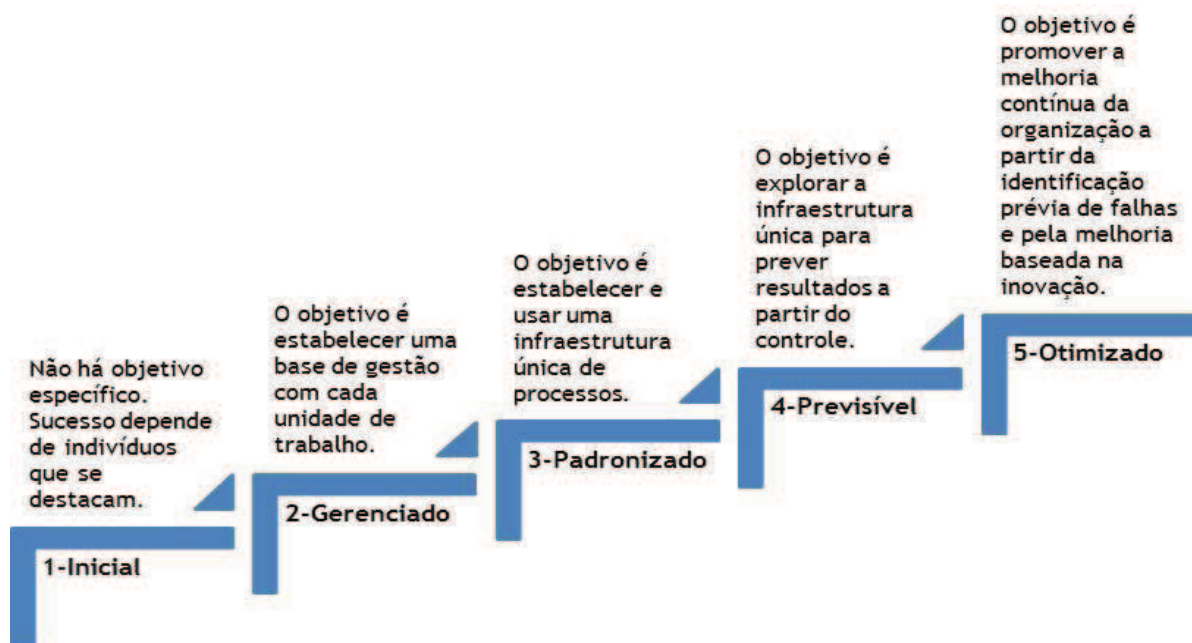 Não há objetivo
específico.
Sucesso depende
de indivíduos
que se
destacam.
1-Inicial
O objetivo é
estabelecer uma
base de gestão
com cada
unidade de
trabalho.
2-Gerenciado
O objetivo é
estabelecer e
usar uma
infraestrutura
única de
processos.
3-Padronizado
O objetivo é
explorar a
infraestrutura
única para
prever
resultados a
partir do
controle.
4-Previsível
O objetivo é
promover a
melhoria
contínua da
organização a
partir da
identificação
prévia de falhas
e pela melhoria
baseada na
inovação.
5-Otimizado